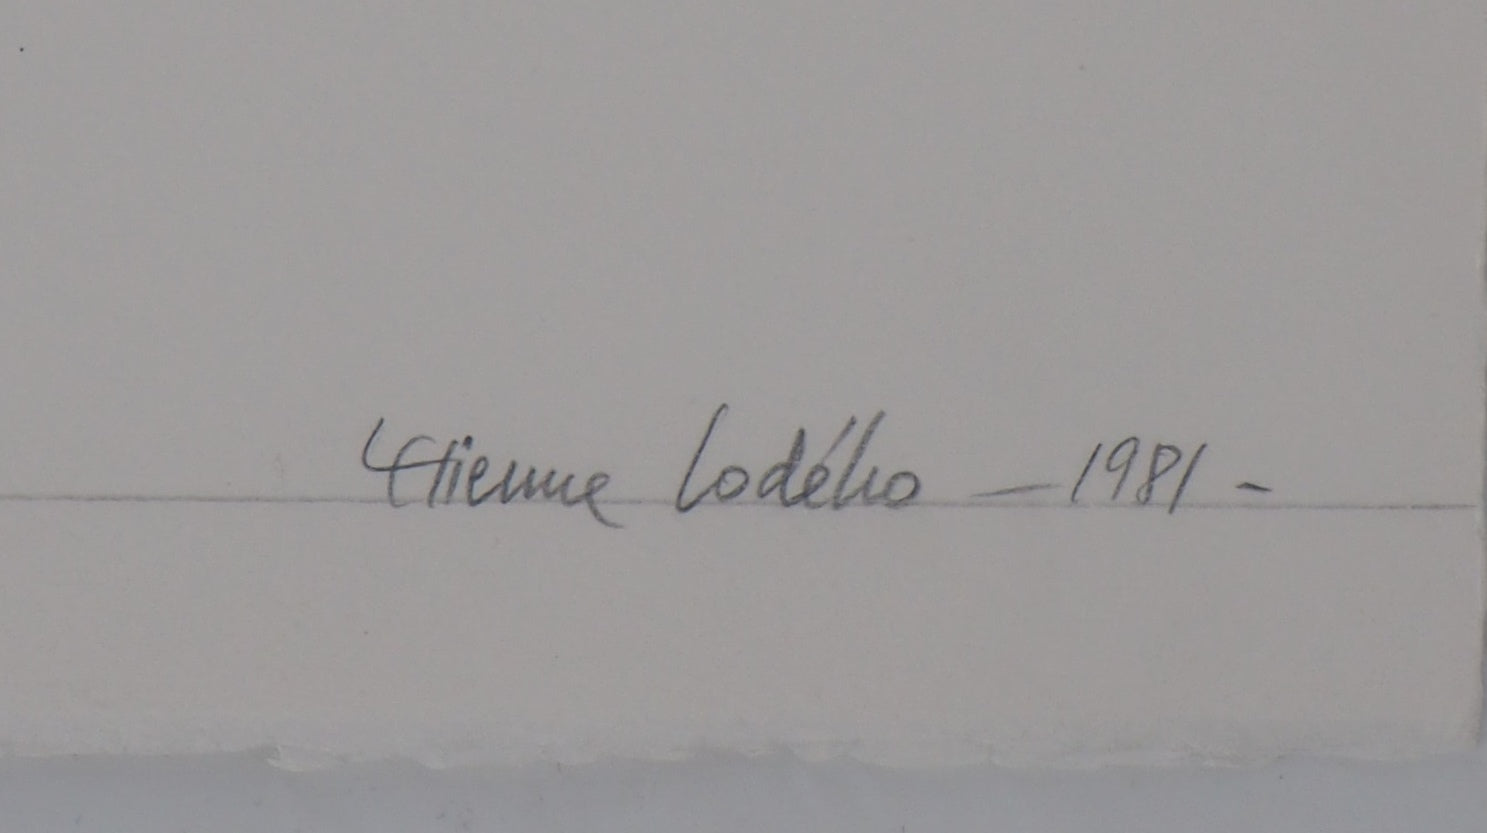 Etienne Lodého – 1981 -